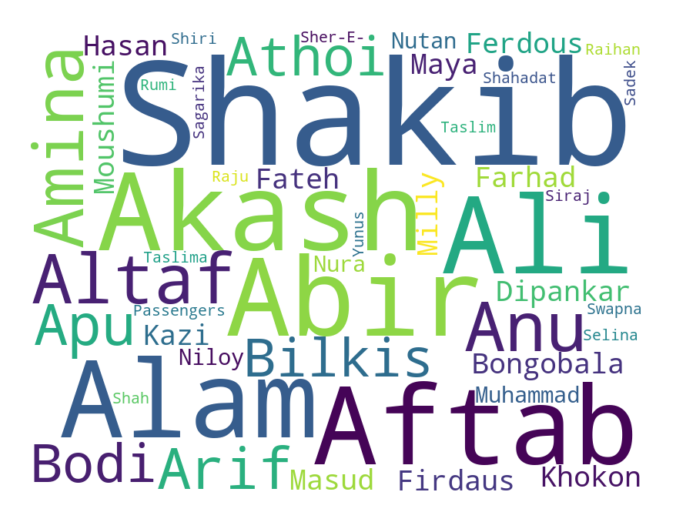 Hasan
Shiri
Sher-E-
Nutan
Ferdous
Raihan
Athoi
Maya
Shahadat
Sadek
Amina
Moushumi
Rumi
Sagarika
Shakib
Taslim
Raju
Fateh
Milly
Farhad
Siraj
Akash
Yunus
Ali
Taslima
Altaf
Nura
Abir
Dipankar
Passengers
Swapna
Apu
Kazi
Anu
Selina
Niloy
Bilkis
Bongobala
Shah
Alam
Muhammad
Aftab
Bodi
Arif
Masud
Firdaus
Khokon